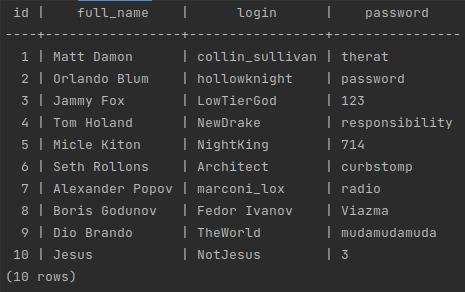 id |    full_name    |      login      |    password
----+-----------------+-----------------+----------------
  1 | Matt Damon      | collin_sullivan | therat
  2 | Orlando Blum    | hollowknight    | password
  3 | Jammy Fox       | LowTierGod      | 123
  4 | Tom Holand      | NewDrake        | responsibility
  5 | Micle Kiton     | NightKing       | 714
  6 | Seth Rollons    | Architect       | curbstomp
  7 | Alexander Popov | marconi_lox     | radio
  8 | Boris Godunov   | Fedor Ivanov    | Viazma
  9 | Dio Brando      | TheWorld        | mudamudamuda
 10 | Jesus           | NotJesus        | 3
(10 rows)